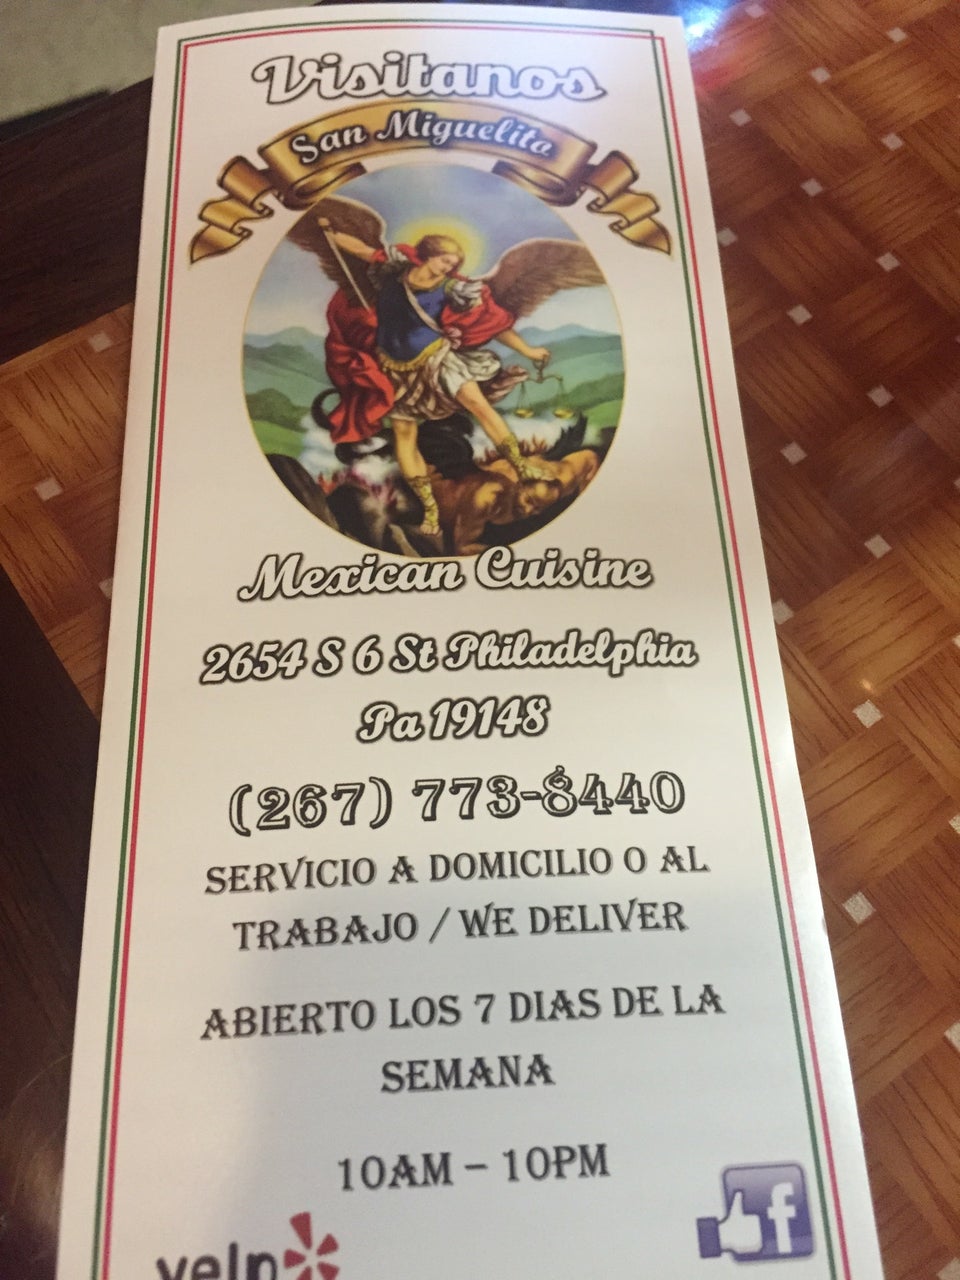 Visitanos
San Miguelito
Mexican Cuisine
2654 S 6 St Philadelphia
Pa 19148
(267) 773-8440
SERVICIO A DOMICILIO O AL
TRABAJO / WE DELIVER
ABIERTO LOS 7 DIAS DE LA
SEMANA
10AM – 10PM
f
yelp